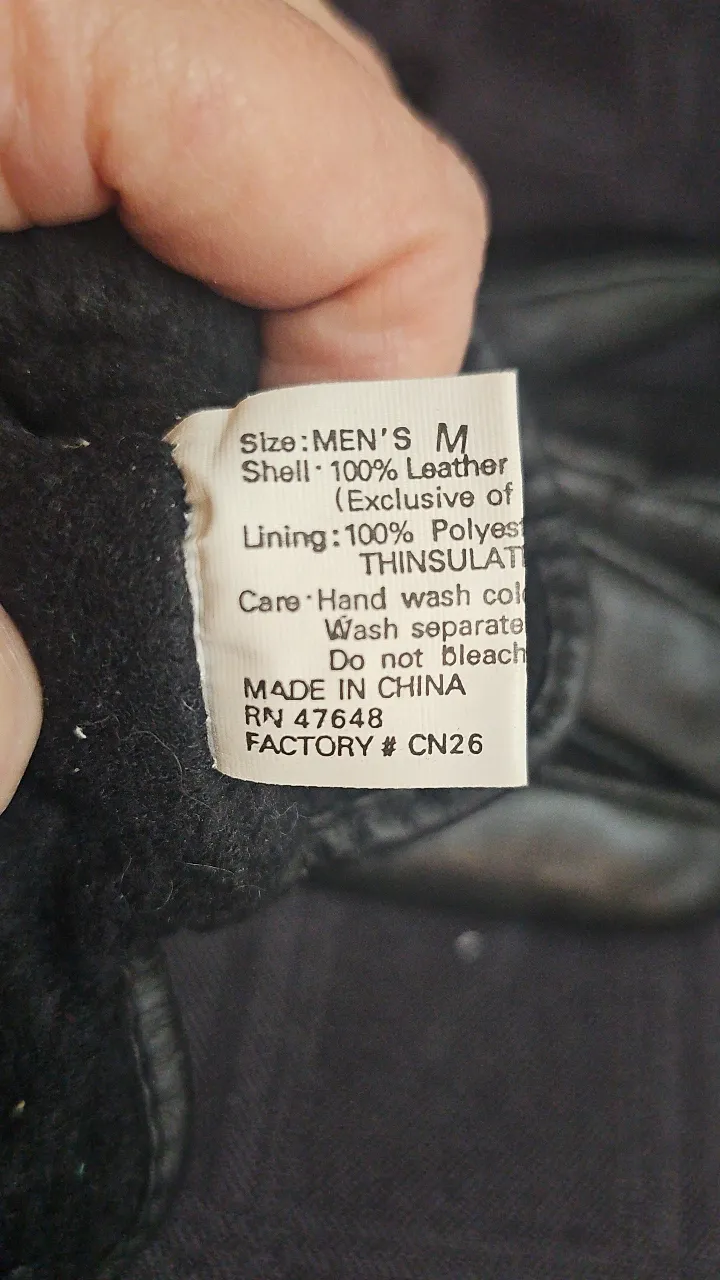 Size:MEN'S M
Shell· 100% Leather
(Exclusive of
Lining:100% Polyest
THINSULAT
Care·Hand wash col
Wash separate
Do not bleach
MADE IN CHINA
RN 47648
FACTORY # CN26